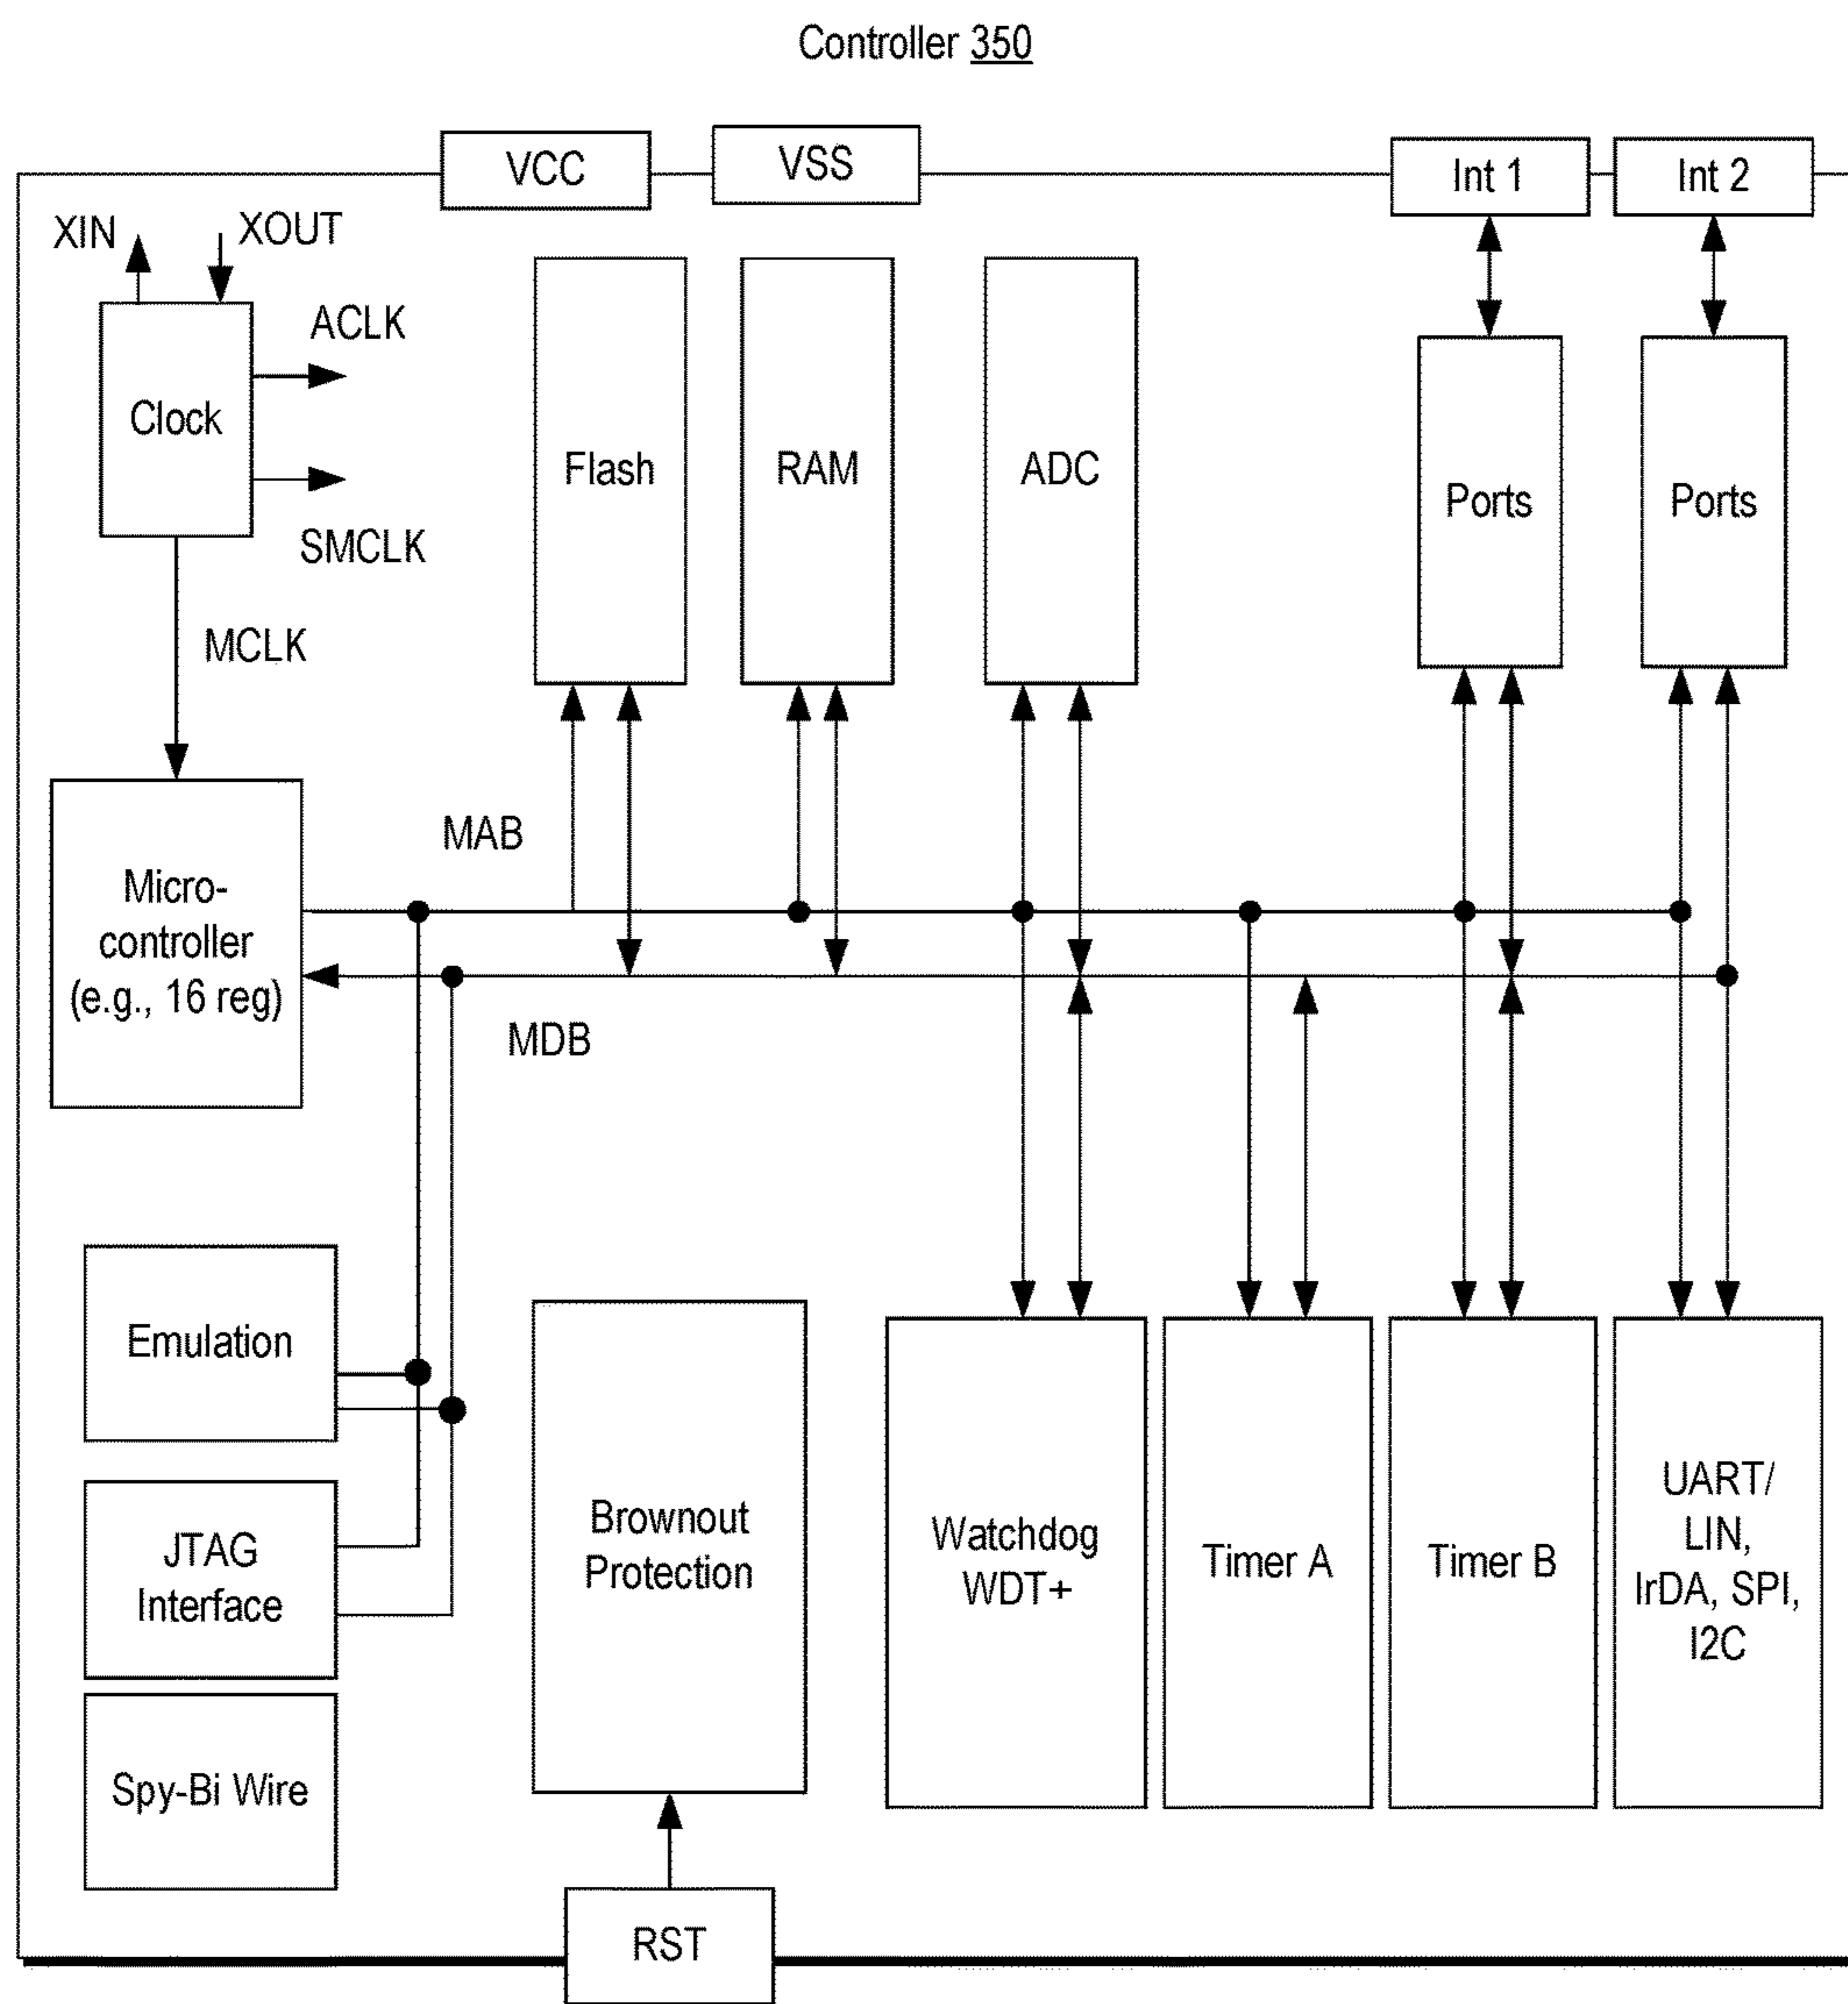 Controller 350
VCC
VSS
Int 1
Int 2
XIN
XOUT
ACLK
Clock
SMCLK
MCLK
Flash
RAM
ADC
Ports
Ports
MAB
Micro-
controller
(e.g., 16 reg)
MDB
Emulation
JTAG
Interface
Spy-Bi Wire
Brownout
Protection
Watchdog
WDT+
Timer A
Timer B
UART/
LIN,
IrDA, SPI,
I2C
RST